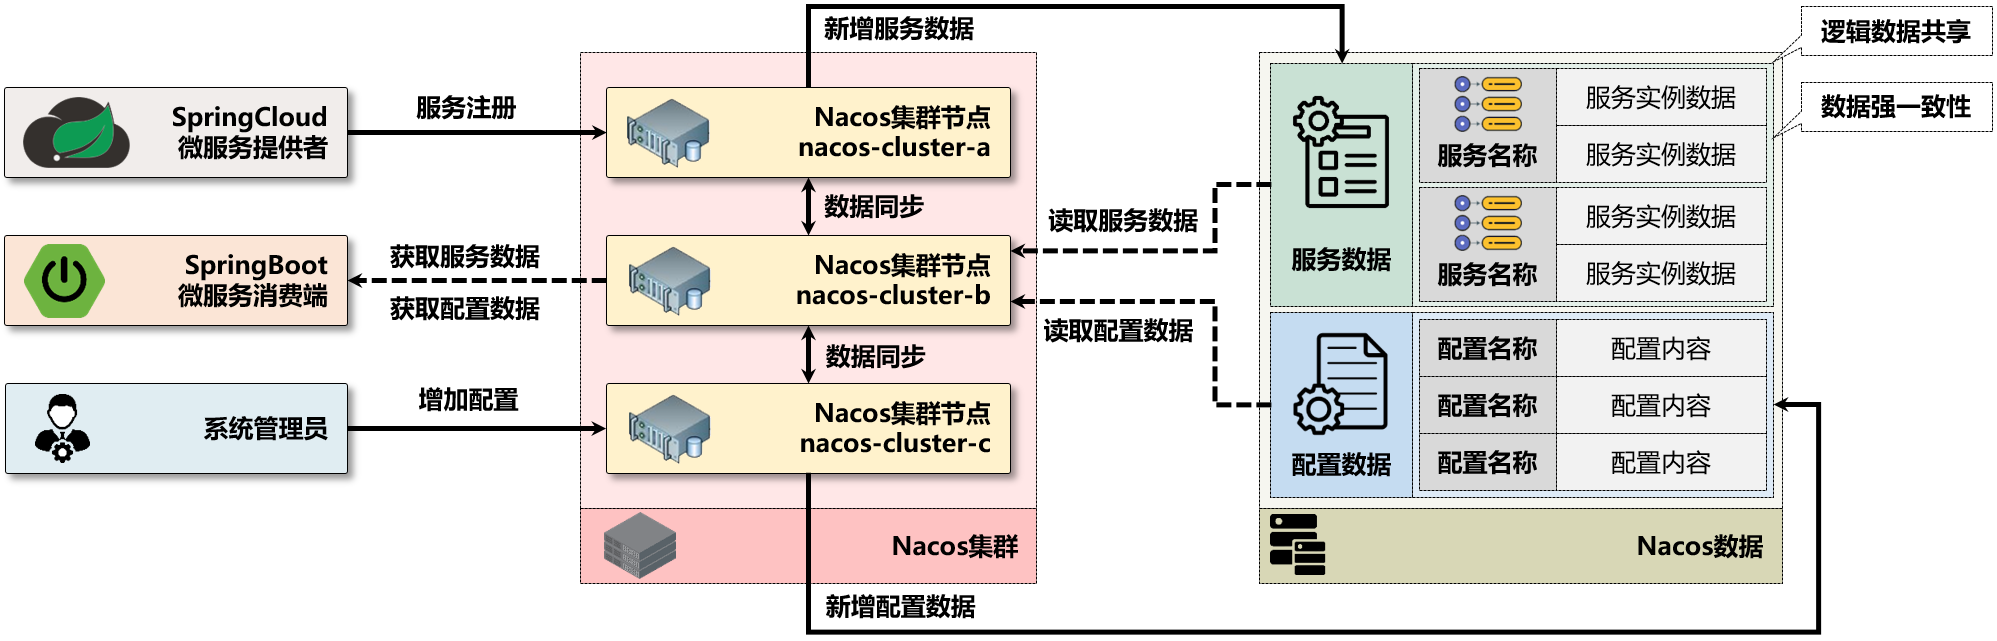 新增服务数据
逻辑数据共享
数据强一致性
SpringCloud
微服务提供者
服务注册
Nacos集群节点
nacos-cluster-a
数据同步
SpringBoot
微服务消费端
获取服务数据
获取配置数据
Nacos集群节点
nacos-cluster-b
读取服务数据
读取配置数据
数据同步
系统管理员
增加配置
Nacos集群节点
nacos-cluster-c
Nacos集群
新增配置数据
服务数据
服务名称
服务实例数据
服务实例数据
服务名称
服务实例数据
服务实例数据
配置数据
配置名称
配置内容
配置名称
配置内容
配置名称
配置内容
Nacos数据